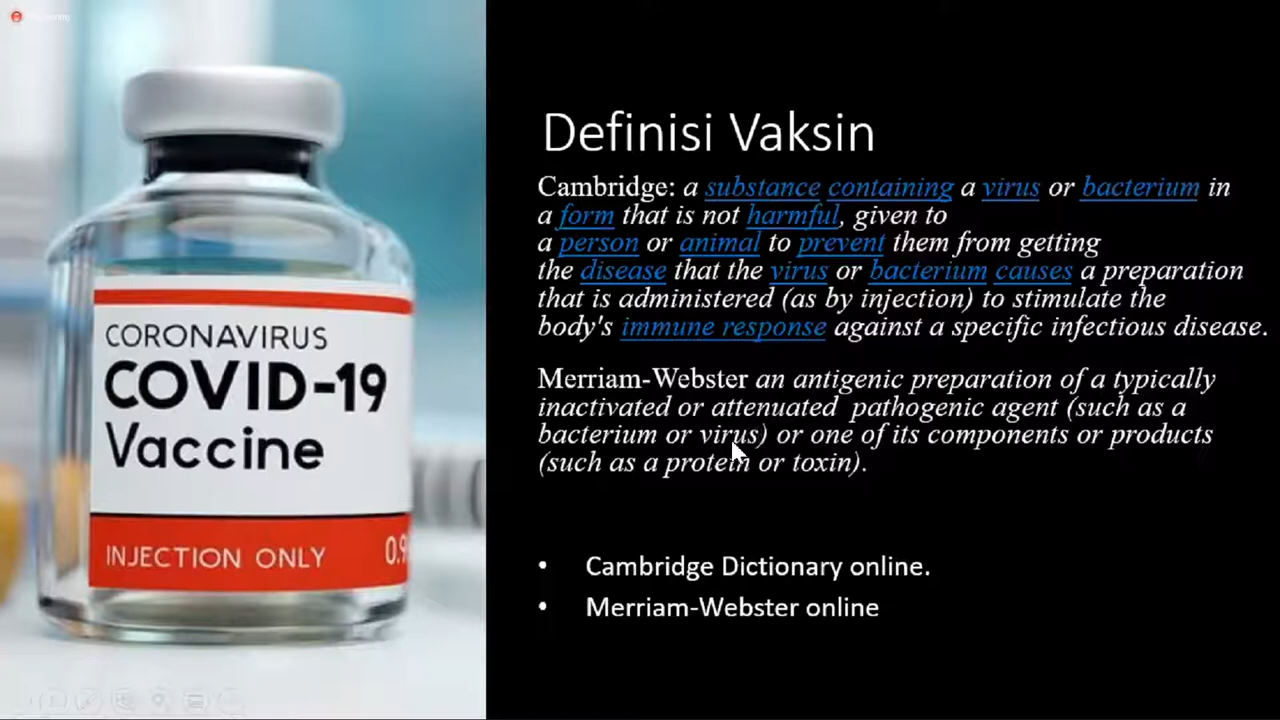 CORONAVIRUS
COVID-19
Vaccine
INJECTION ONLY 0.9
Definisi Vaksin
Cambridge: a substance containing a virus or bacterium in
a form that is not harmful, given to
a person or animal to prevent them from getting
the disease that the virus or bacterium causes a preparation
that is administered (as by injection) to stimulate the
body's immune response against a specific infectious disease.
Merriam-Webster an antigenic preparation of a typically
inactivated or attenuated pathogenic agent (such as a
bacterium or virus) or one of its components or products
(such as a protein or toxin).
• Cambridge Dictionary online.
• Merriam-Webster online